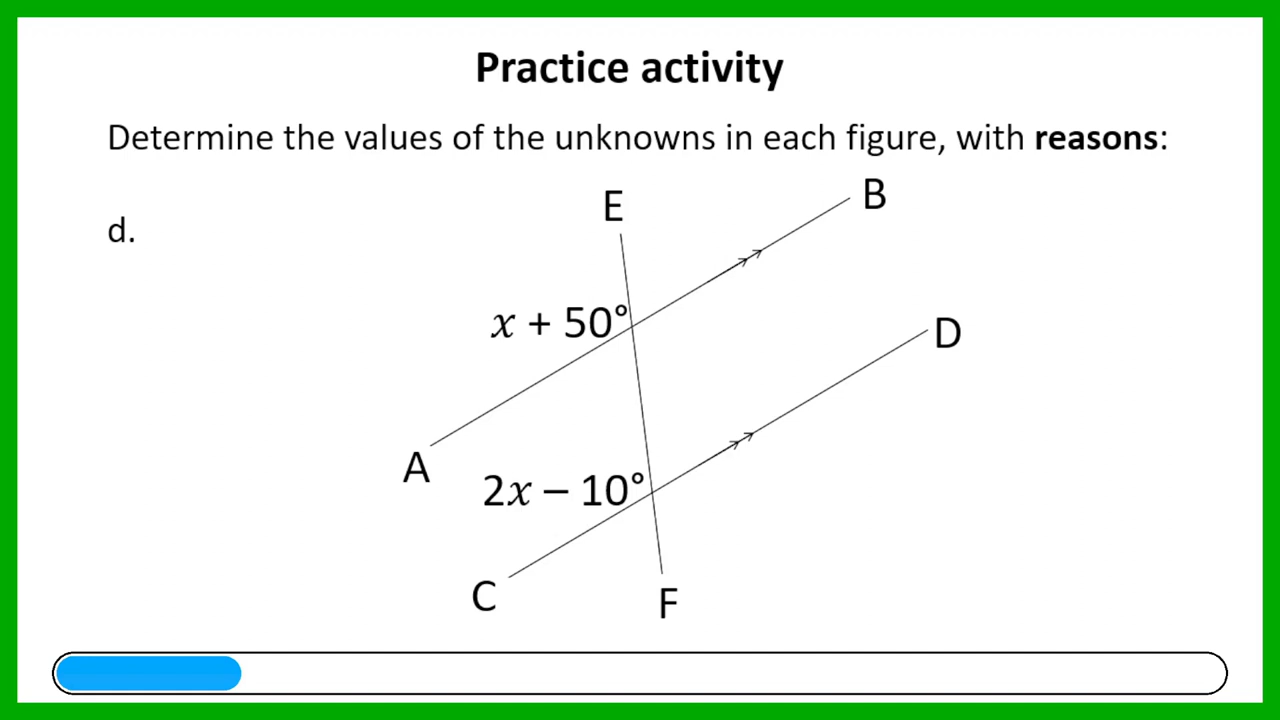 Practice activity
Determine the values of the unknowns in each figure, with reasons:
d.
E
B
x + 50°
D
A
2x – 10°
C
F